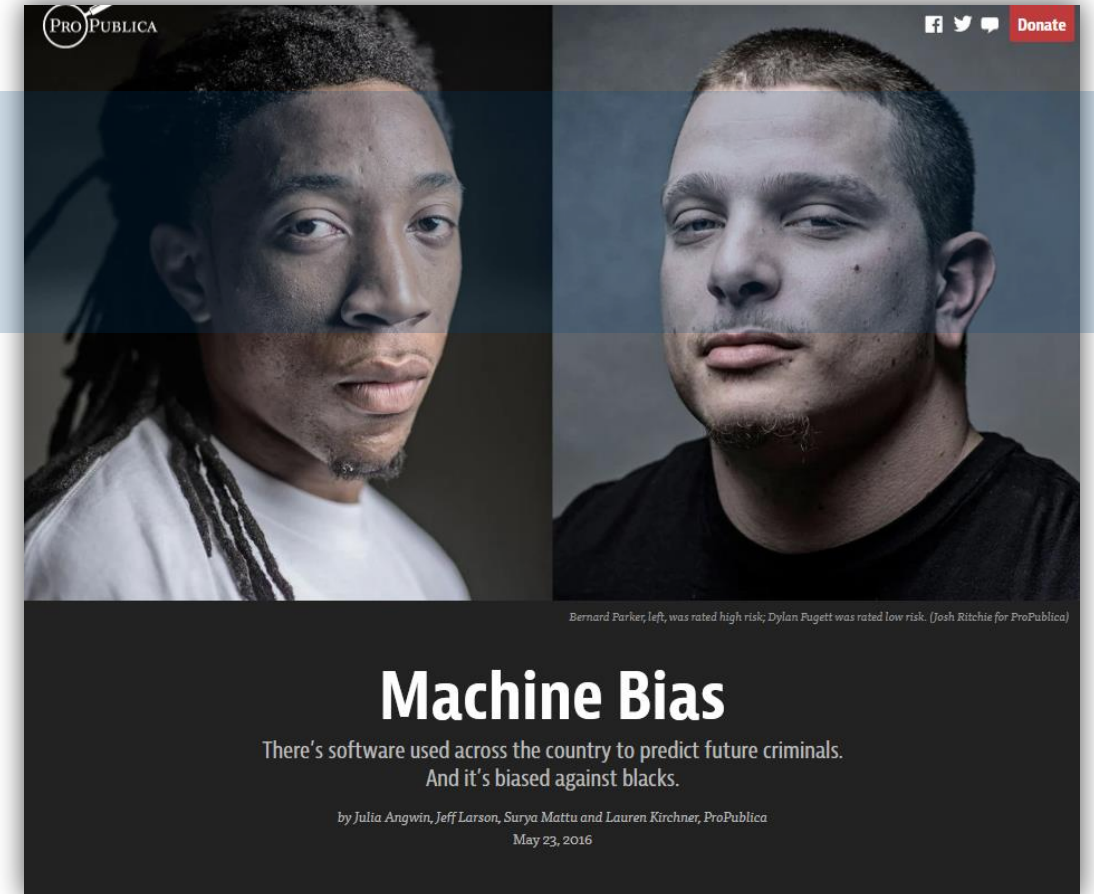 PROPUBLICA
Donate
Bernard Parker, left, was rated high risk; Dylan Fugett was rated low risk. (Josh Ritchie for ProPublica)
Machine Bias
There's software used across the country to predict future criminals.
And it's biased against blacks.
by Julia Angwin, Jeff Larson, Surya Mattu and Lauren Kirchner, ProPublica
May 23, 2016